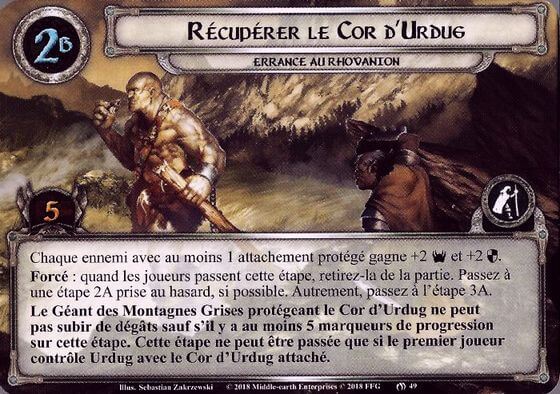 2B
RÉCUPÉRER LE COR D'URDUG
ERRANCE AU RHOVANION
5
Chaque ennemi avec au moins 1 attachement protégé gagne +2 et +2 .
Forcé : quand les joueurs passent cette étape, retirez-la de la partie. Passez à
une étape 2A prise au hasard, si possible. Autrement, passez à l'étape 3A.
Le Géant des Montagnes Grises protégeant le Cor d'Urdug ne peut
pas subir de dégâts sauf s'il y a au moins 5 marqueurs de progression
sur cette étape. Cette étape ne peut être passée que si le premier joueur
contrôle Urdug avec le Cor d'Urdug attaché.
Illus. Sebastian Zakrzewski © 2018 Middle-earth Enterprises © 2018 FFG 49